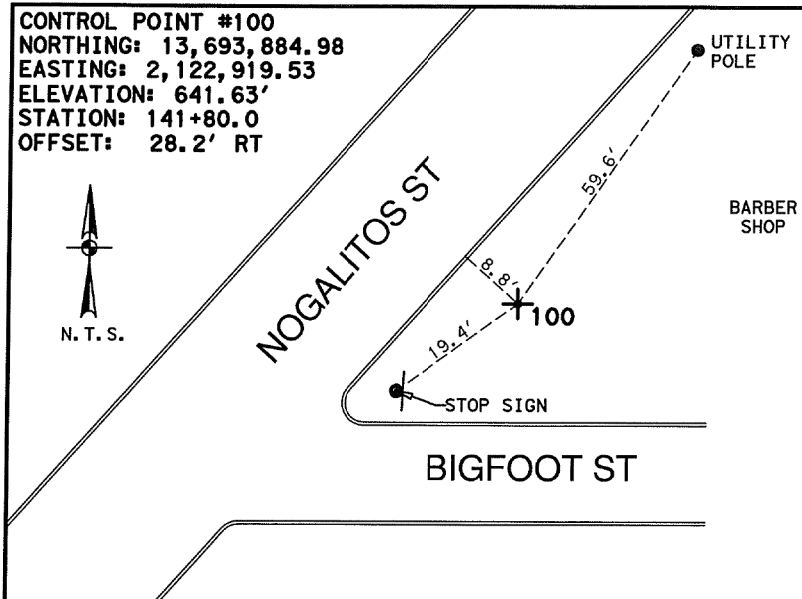 CONTROL POINT #100
NORTHING: 13,693,884.98
EASTING: 2,122,919.53
ELEVATION: 641.63'
STATION: 141+80.0
OFFSET: 28.2' RT
UTILITY
POLE
59.6'
BARBER
SHOP
NOGALITOS ST
8.8'
100
N.T.S.
19.4'
STOP SIGN
BIGFOOT ST